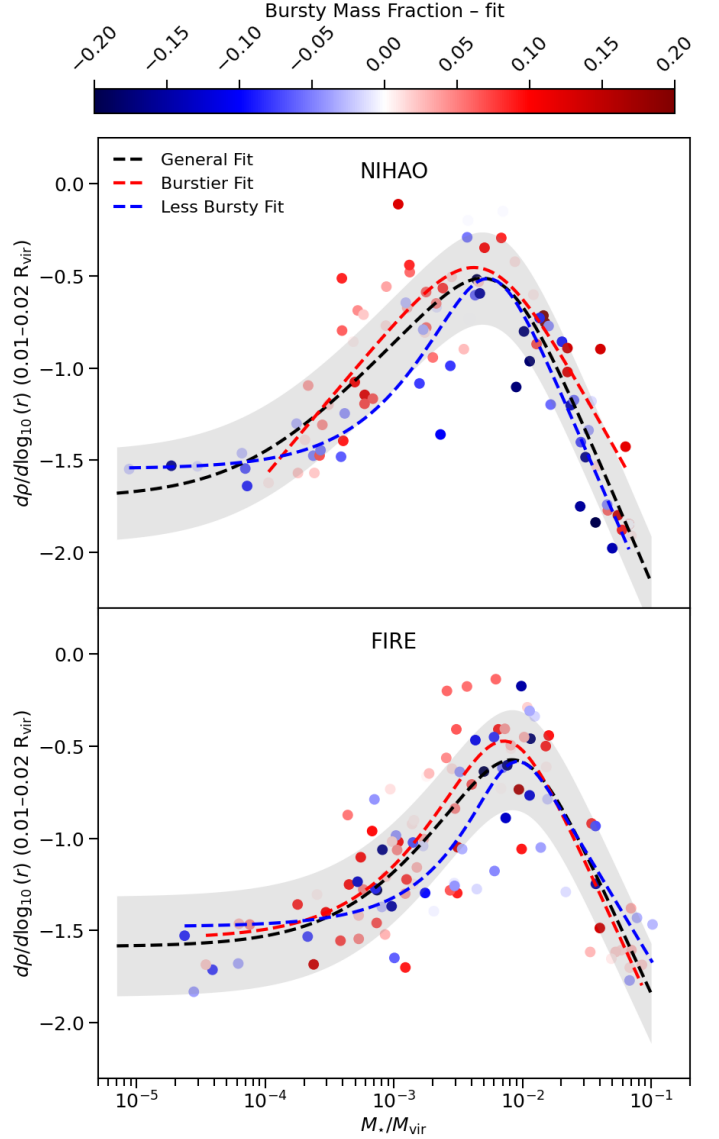 Bursty Mass Fraction – fit
−0.20 −0.15 −0.10 −0.05 0.00 0.05 0.10 0.15 0.20
NIHAO
General Fit
Burstier Fit
Less Bursty Fit
0.0
−0.5
−1.0
−1.5
−2.0
dρ/dlog₁₀ (r) (0.01–0.02 Rᵥᵢᵣ)
FIRE
0.0
−0.5
−1.0
−1.5
−2.0
dρ/dlog₁₀ (r) (0.01–0.02 Rᵥᵢᵣ)
10⁻⁵ 10⁻⁴ 10⁻³ 10⁻² 10⁻¹
M⋆/Mᵥᵢᵣ